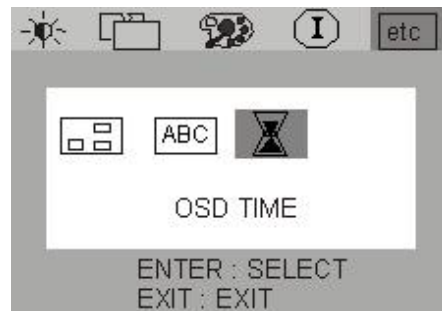 I etc
ABC
OSD TIME
ENTER : SELECT
EXIT : EXIT